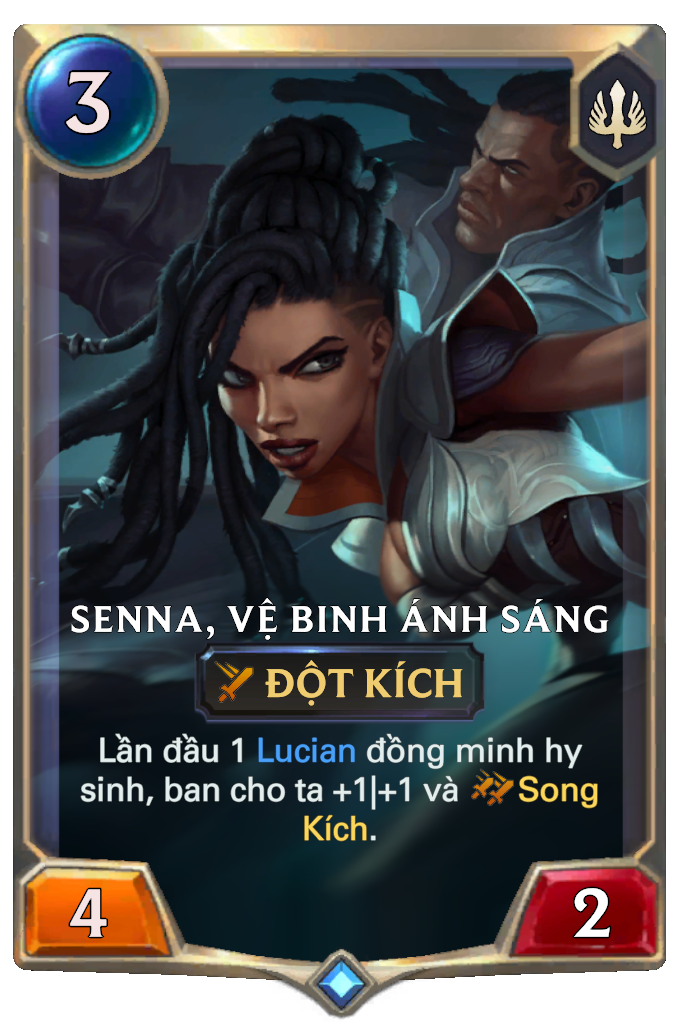 3
SENNA, VỆ BINH ÁNH SÁNG
ĐỘT KÍCH
Lần đầu 1 Lucian đồng minh hy
sinh, ban cho ta +1|+1 và Song
Kích.
4
2